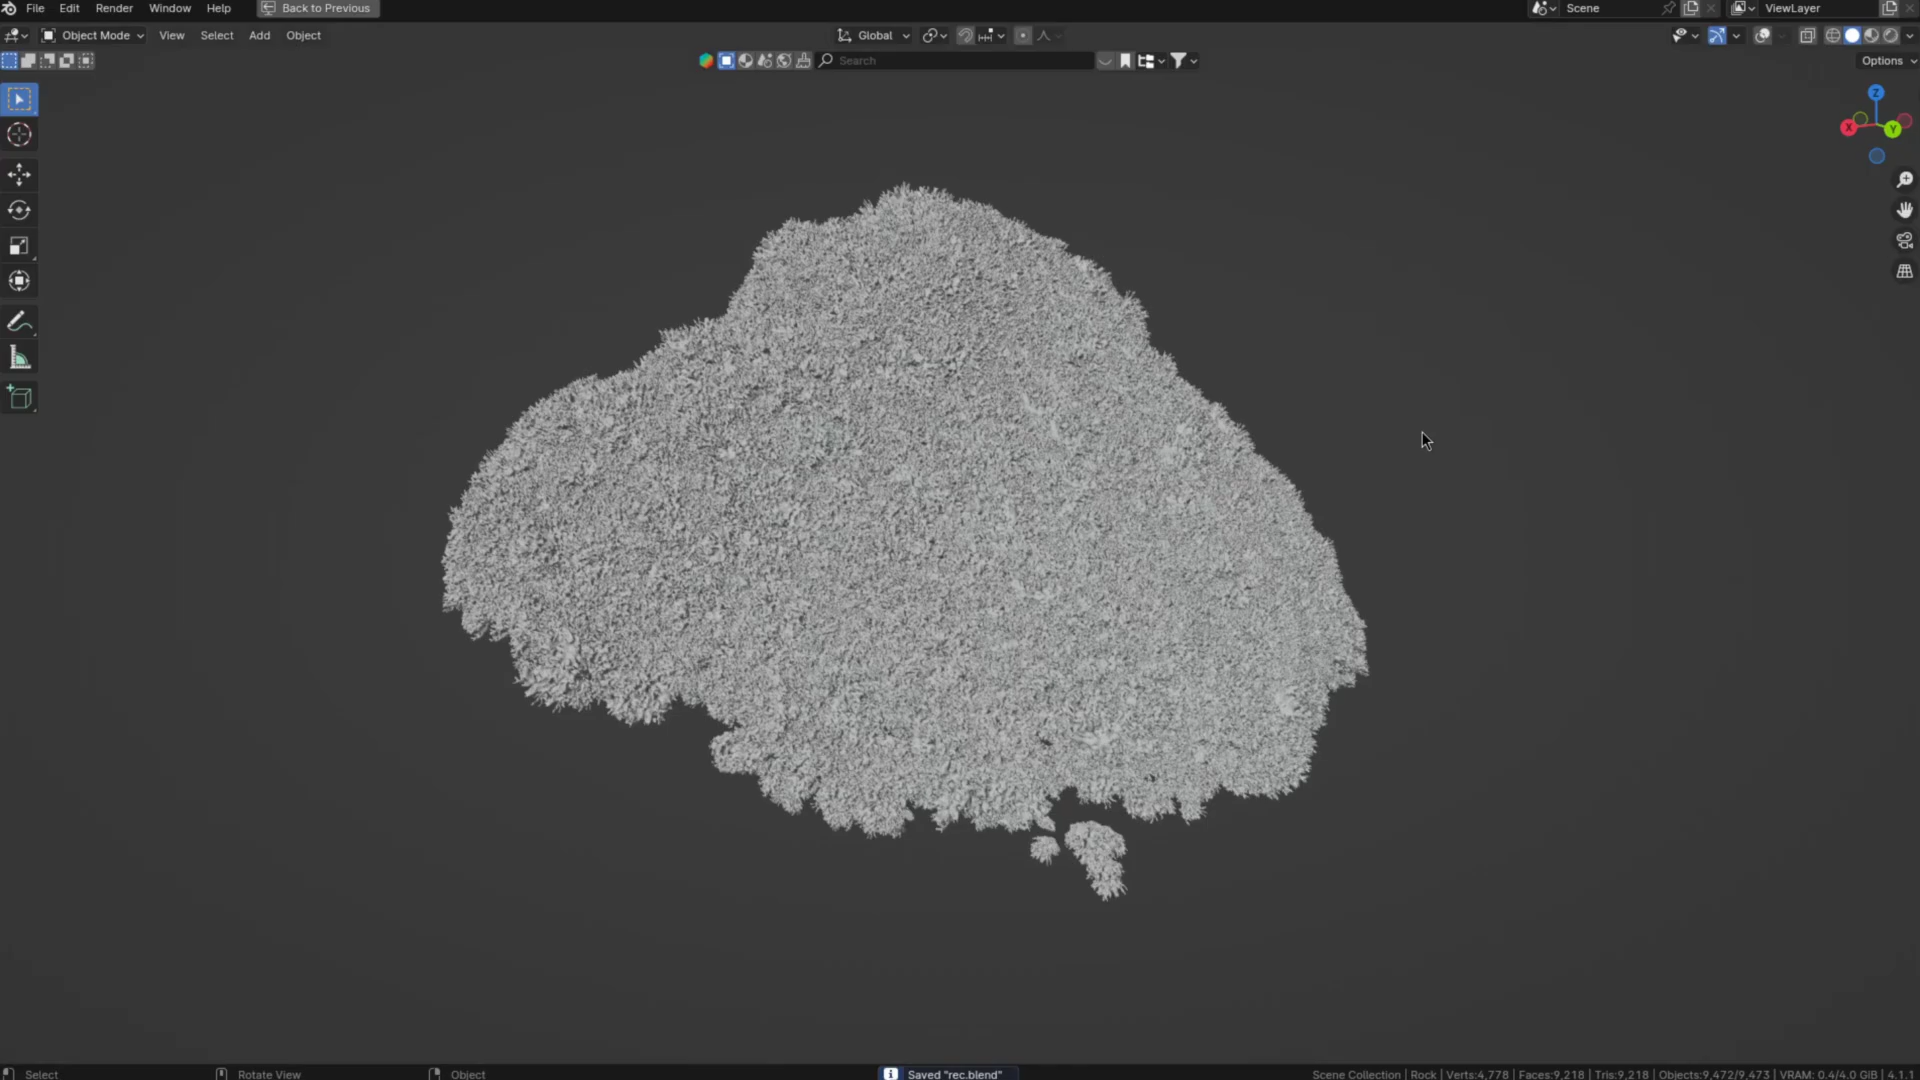 File Edit Render Window Help Back to Previous Scene ViewLayer
Object Mode View Select Add Object Global
Search Options
Z
X Y
Select Rotate View Object Saved "rec.blend" Scene Collection | Rock | Verts:4,778 | Faces:9,218 | Tris:9,218 | Objects:9,472/9,473 | VRAM: 0.4/4.0 GiB | 4.1.1